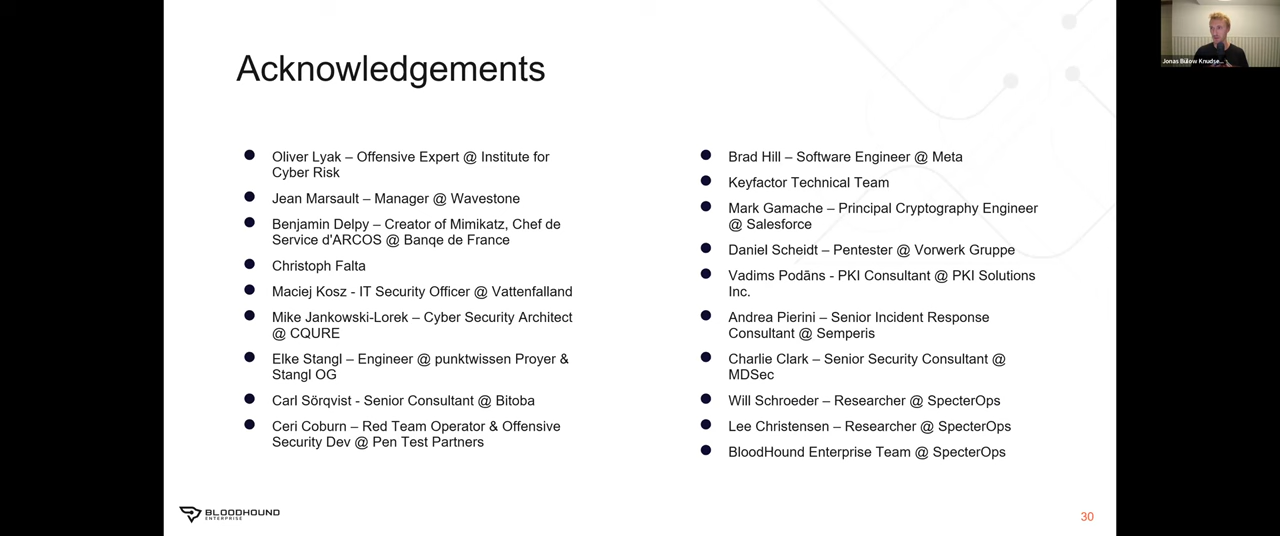 Acknowledgements
Oliver Lyak – Offensive Expert @ Institute for
Cyber Risk
Jean Marsault – Manager @ Wavestone
Benjamin Delpy – Creator of Mimikatz, Chef de
Service d'ARCOS @ Banqe de France
Christoph Falta
Maciej Kosz - IT Security Officer @ Vattenfalland
Mike Jankowski-Lorek – Cyber Security Architect
@ CQURE
Elke Stangl – Engineer @ punktwissen Proyer &
Stangl OG
Carl Sörqvist - Senior Consultant @ Bitoba
Ceri Coburn – Red Team Operator & Offensive
Security Dev @ Pen Test Partners
Brad Hill – Software Engineer @ Meta
Keyfactor Technical Team
Mark Gamache – Principal Cryptography Engineer
@ Salesforce
Daniel Scheidt – Pentester @ Vorwerk Gruppe
Vadims Podāns - PKI Consultant @ PKI Solutions
Inc.
Andrea Pierini – Senior Incident Response
Consultant @ Semperis
Charlie Clark – Senior Security Consultant @
MDSec
Will Schroeder – Researcher @ SpecterOps
Lee Christensen – Researcher @ SpecterOps
BloodHound Enterprise Team @ SpecterOps
BLOODHOUND
ENTERPRISE
30
Jonas Bülow Knudse...